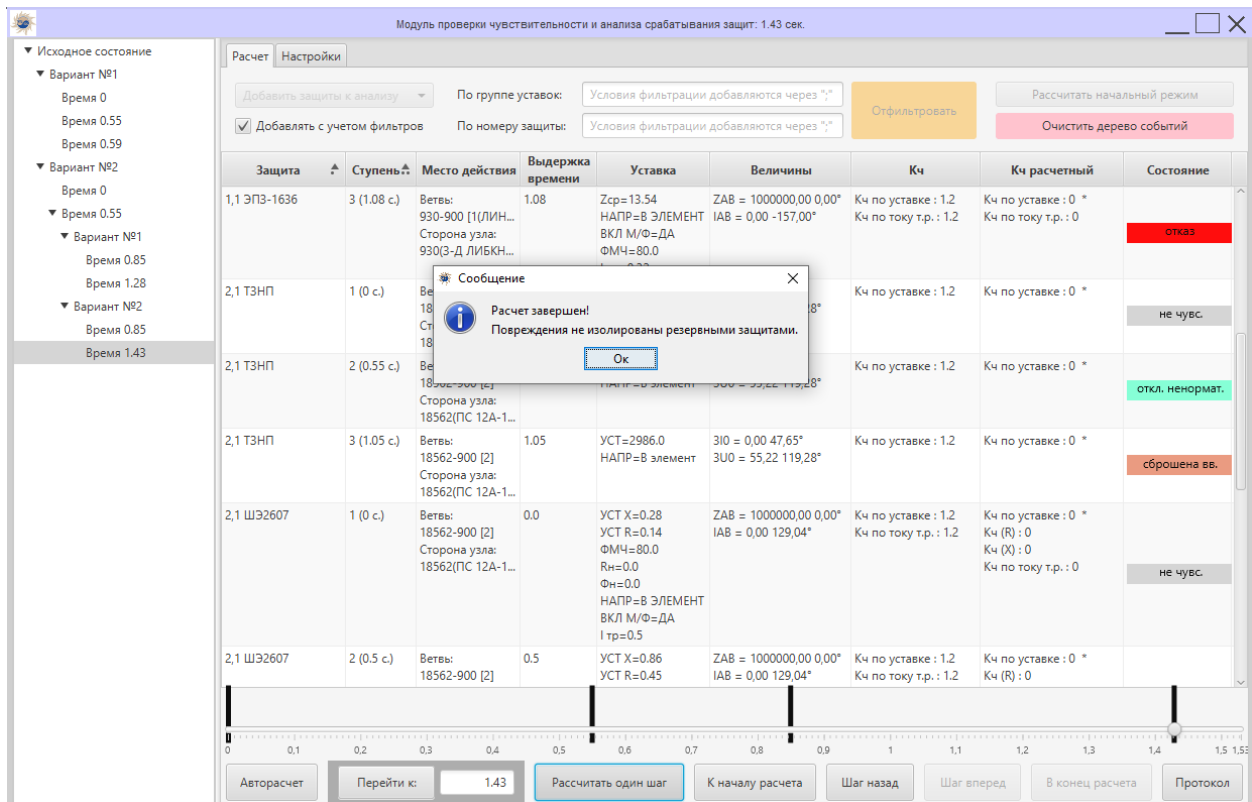 Модуль проверки чувствительности и анализа срабатывания защит: 1.43 сек.
Исходное состояние
Вариант №1
Время 0
Время 0.55
Время 0.59
Вариант №2
Время 0
Время 0.55
Вариант №1
Время 0.85
Время 1.28
Вариант №2
Время 0.85
Время 1.43
Расчет Настройки
Добавить защиты к анализу По группе уставок: Условия фильтрации добавляются через ";" Отфильтровать Рассчитать начальный режим
Добавлять с учетом фильтров По номеру защиты: Условия фильтрации добавляются через ";" Очистить дерево событий
Защита Ступень Место действия Выдержка времени Уставка Величины Кч Кч расчетный Состояние
1,1 ЭПЗ-1636 3 (1.08 с.) Ветвь: 1.08 Zср=13.54 ZAB = 1000000,00 0,00° Кч по уставке : 1.2 Кч по уставке : 0 *
930-900 [1(ЛИН... НАПР=В ЭЛЕМЕНТ IAB = 0,00 -157,00° Кч по току т.р. : 1.2 Кч по току т.р. : 0
Сторона узла: ВКЛ М/Ф=ДА отказ
930(3-Д ЛИБКН... ФМЧ=80.0
Сообщение
Расчет завершен!
Повреждения не изолированы резервными защитами.
Ок
2,1 ТЗНП 1 (0 с.) Кч по уставке : 1.2 Кч по уставке : 0 *
не чувс.
2,1 ТЗНП 2 (0.55 с.) Кч по уставке : 1.2 Кч по уставке : 0 *
18562-900 [2] НАПР=В элемент 3U0 = 55,22 119,28°
Сторона узла: откл. ненормат.
18562(ПС 12А-1...
2,1 ТЗНП 3 (1.05 с.) Ветвь: 1.05 УСТ=2986.0 3I0 = 0,00 47,65° Кч по уставке : 1.2 Кч по уставке : 0 *
18562-900 [2] НАПР=В элемент 3U0 = 55,22 119,28°
Сторона узла: сброшена вв.
18562(ПС 12А-1...
2,1 ШЭ2607 1 (0 с.) Ветвь: 0.0 УСТ X=0.28 ZAB = 1000000,00 0,00° Кч по уставке : 1.2 Кч по уставке : 0 *
18562-900 [2] УСТ R=0.14 IAB = 0,00 129,04° Кч по току т.р. : 1.2 Кч (R) : 0
Сторона узла: ФМЧ=80.0 Кч (X) : 0
18562(ПС 12А-1... Rн=0.0 Кч по току т.р. : 0
Фн=0.0 не чувс.
НАПР=В ЭЛЕМЕНТ
ВКЛ М/Ф=ДА
I тр=0.5
2,1 ШЭ2607 2 (0.5 с.) Ветвь: 0.5 УСТ X=0.86 ZAB = 1000000,00 0,00° Кч по уставке : 1.2 Кч по уставке : 0 *
18562-900 [2] УСТ R=0.45 IAB = 0,00 129,04° Кч по току т.р. : 1.2 Кч (R) : 0
0 0,1 0,2 0,3 0,4 0,5 0,6 0,7 0,8 0,9 1 1,1 1,2 1,3 1,4 1,5 1,53
Авторасчет Перейти к: 1.43 Рассчитать один шаг К началу расчета Шаг назад Шаг вперед В конец расчета Протокол